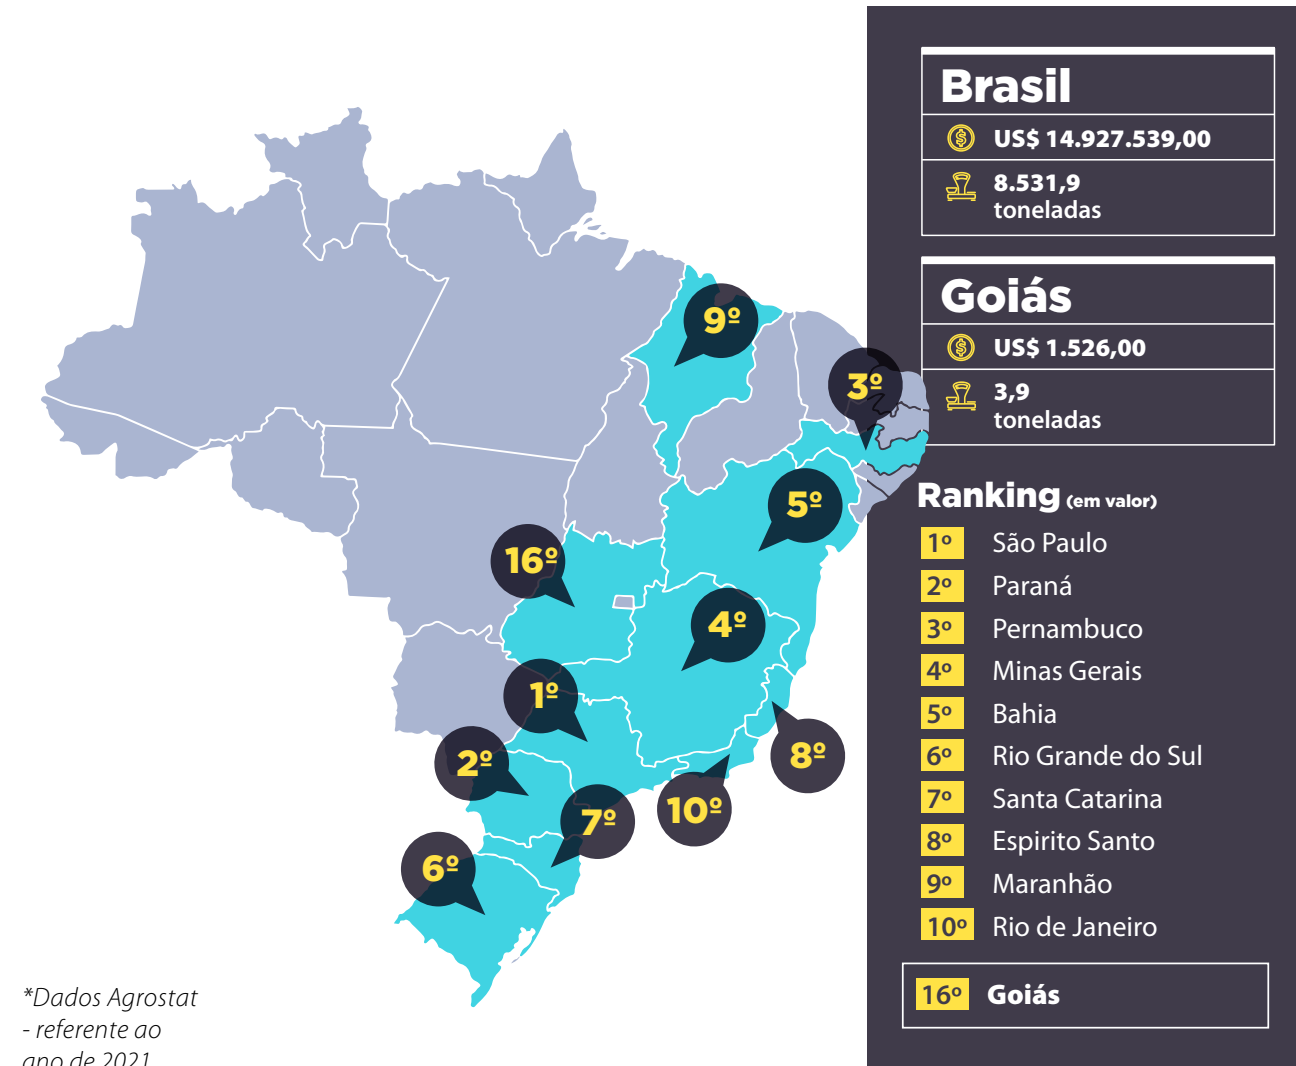 Brasil
US$ 14.927.539,00
8.531,9
toneladas
Goiás
US$ 1.526,00
3,9
toneladas
Ranking (em valor)
1º São Paulo
2º Paraná
3º Pernambuco
4º Minas Gerais
5º Bahia
6º Rio Grande do Sul
7º Santa Catarina
8º Espirito Santo
9º Maranhão
10º Rio de Janeiro
16º Goiás
9º
3º
5º
16º
4º
1º
2º
8º
10º
7º
6º
*Dados Agrostat
- referente ao
ano de 2021